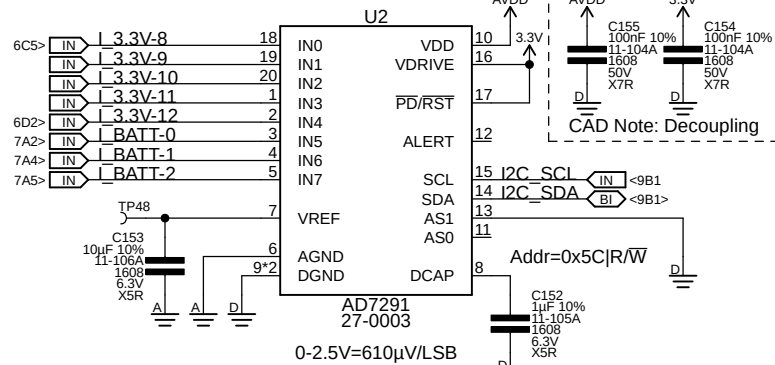 U2
6C5> IN I_3.3V-8 18 IN0
IN I_3.3V-9 19 IN1
IN I_3.3V-10 20 IN2
IN I_3.3V-11 1 IN3
6D2> IN I_3.3V-12 2 IN4
7A2> IN I_BATT-0 3 IN5
7A4> IN I_BATT-1 4 IN6
7A5> IN I_BATT-2 5 IN7
TP48 7 VREF
6 AGND
9*2 DGND
C153
10µF 10%
11-106A
1608
6.3V
X5R
A
A
D
VDD 10 AVDD
VDRIVE 16 3.3V
PD/RST 17
ALERT 12
SCL 15 I2C_SCL IN <9B1
SDA 14 I2C_SDA BI <9B1>
AS1 13
AS0 11
DCAP 8
Addr=0x5C|R/W
D
C152
1µF 10%
11-105A
1608
6.3V
X5R
D
AD7291
27-0003
0-2.5V=610µV/LSB
AVDD
C155
100nF 10%
11-104A
1608
50V
X7R
D
3.3V
C154
100nF 10%
11-104A
1608
50V
X7R
D
CAD Note: Decoupling